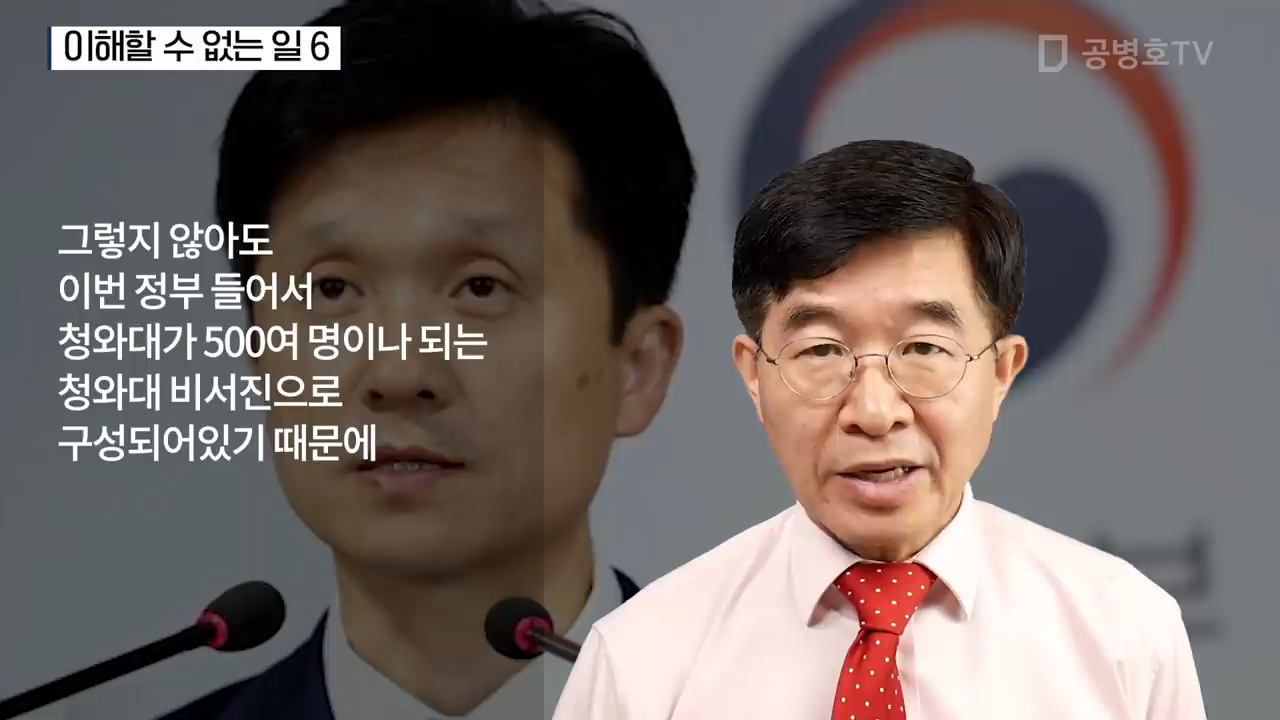 이해할 수 없는 일 6
공병호TV
그렇지 않아도
이번 정부 들어서
청와대가 500여 명이나 되는
청와대 비서진으로
구성되어있기 때문에
부